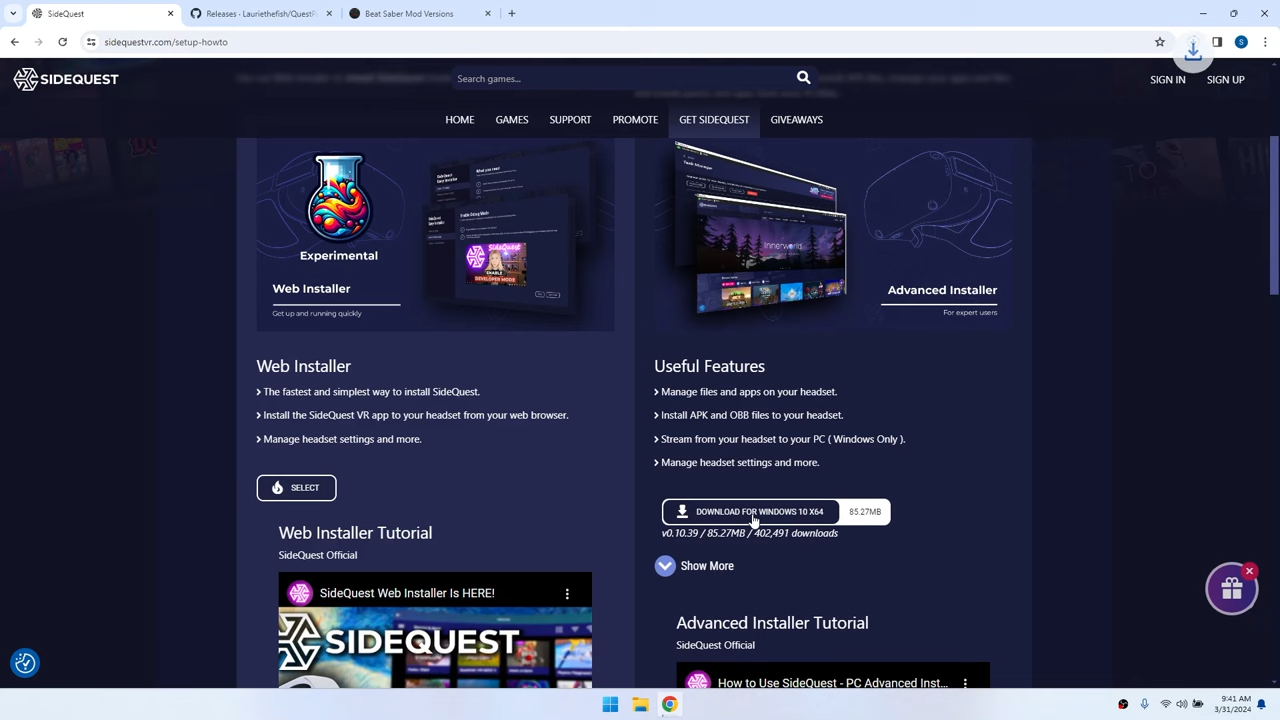 SideQuest
Releases · Lauriethefish/QuestP
Beat Saber Mod Versions
sidequestvr.com/setup-howto
S
SIDEQUEST
Search games...
SIGN IN
SIGN UP
HOME
GAMES
SUPPORT
PROMOTE
GET SIDEQUEST
GIVEAWAYS
Experimental
Web Installer
Get up and running quickly
ENABLE
DEVELOPER MODE
Innerworld
Advanced Installer
For expert users
Web Installer
The fastest and simplest way to install SideQuest.
Install the SideQuest VR app to your headset from your web browser.
Manage headset settings and more.
SELECT
Web Installer Tutorial
SideQuest Official
SideQuest Web Installer Is HERE!
SIDEQUEST
Useful Features
Manage files and apps on your headset.
Install APK and OBB files to your headset.
Stream from your headset to your PC ( Windows Only ).
Manage headset settings and more.
DOWNLOAD FOR WINDOWS 10 X64
85.27MB
v0.10.39 / 85.27MB / 402,491 downloads
Show More
Advanced Installer Tutorial
SideQuest Official
How to Use SideQuest - PC Advanced Inst...
9:41 AM
3/31/2024